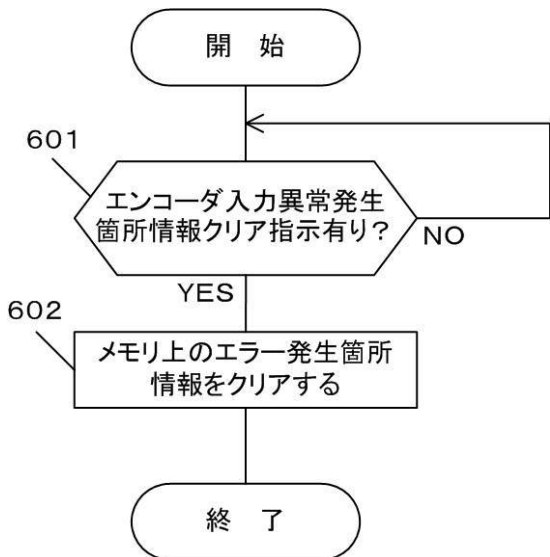 開 始
601
エンコーダ入力異常発生
箇所情報クリア指示有り?
NO
YES
602
メモリ上のエラー発生箇所
情報をクリアする
終 了